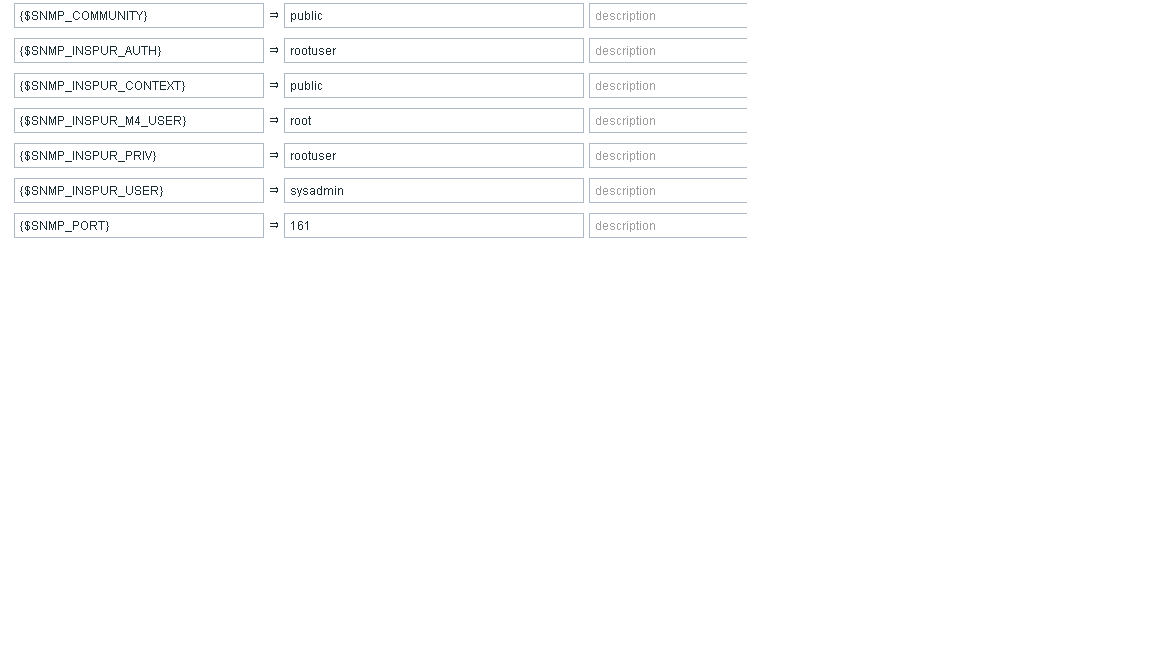 {$SNMP_COMMUNITY} ⇒ public description
{$SNMP_INSPUR_AUTH} ⇒ rootuser description
{$SNMP_INSPUR_CONTEXT} ⇒ public description
{$SNMP_INSPUR_M4_USER} ⇒ root description
{$SNMP_INSPUR_PRIV} ⇒ rootuser description
{$SNMP_INSPUR_USER} ⇒ sysadmin description
{$SNMP_PORT} ⇒ 161 description